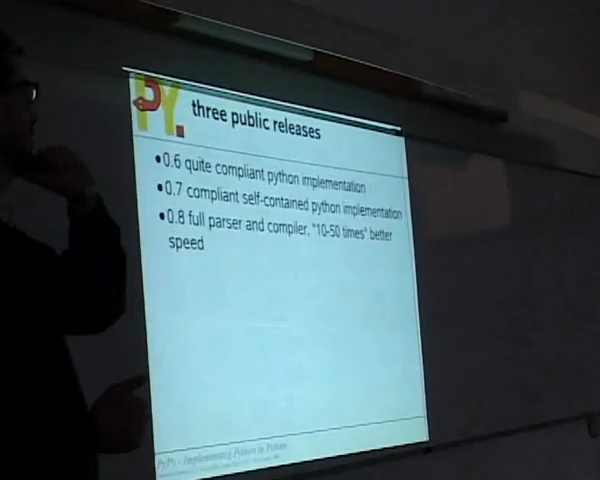 PY.
three public releases
•0.6 quite compliant python implementation
•0.7 compliant self-contained python implementation
•0.8 full parser and compiler, "10-50 times" better
speed
PyPy - Implementing Python in Python